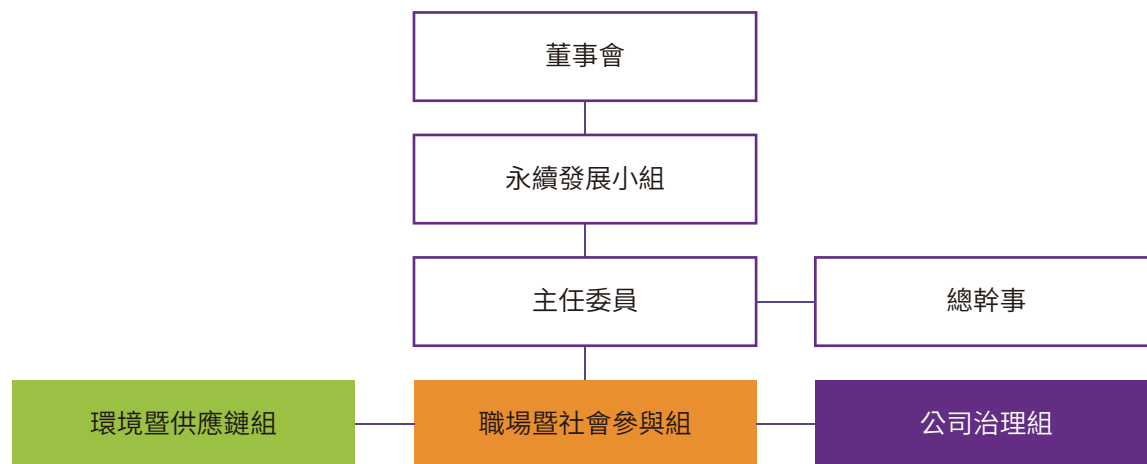 董事會
永續發展小組
主任委員
總幹事
環境暨供應鏈組
職場暨社會參與組
公司治理組